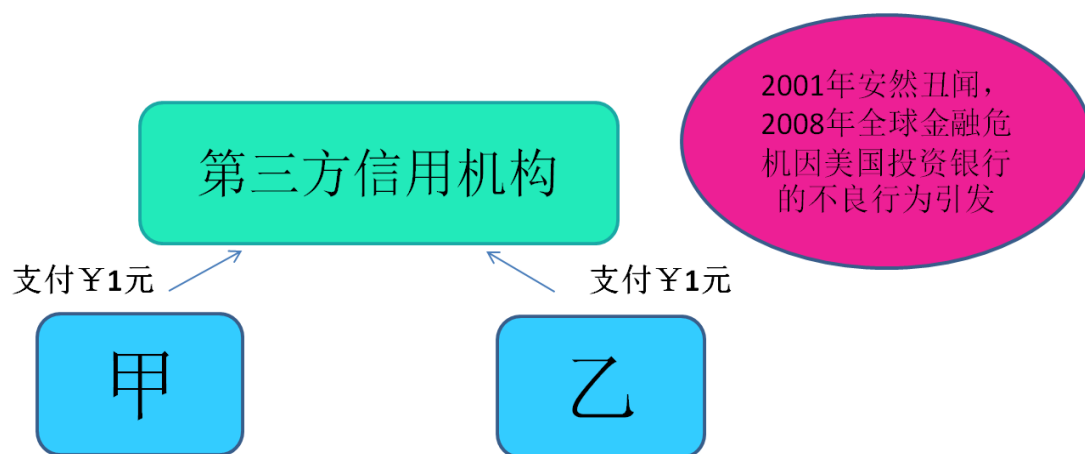 2001年安然丑闻，
2008年全球金融危
机因美国投资银行
的不良行为引发
第三方信用机构
支付￥1元
支付￥1元
甲
乙